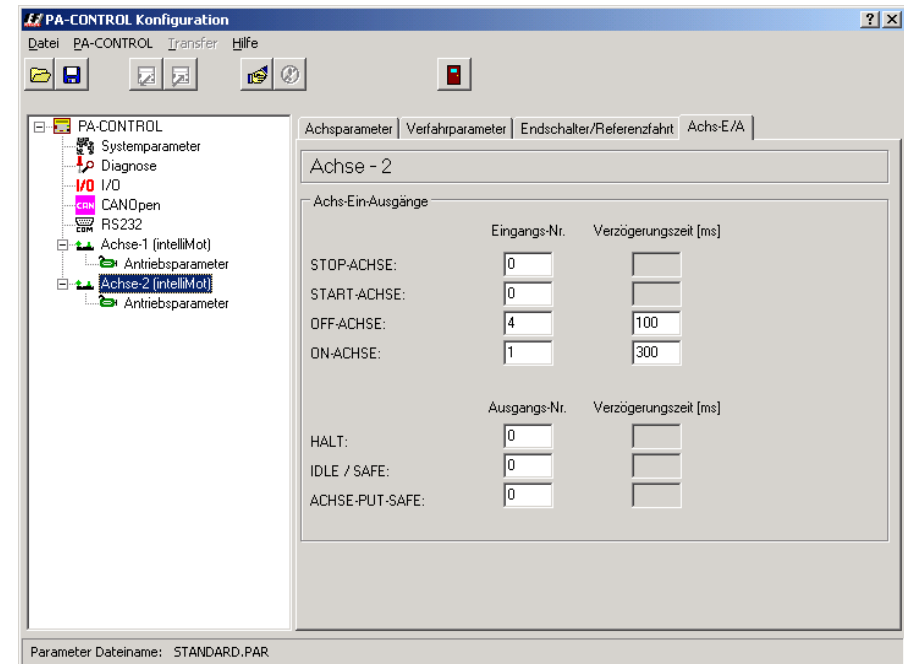 PA-CONTROL Konfiguration
Datei PA-CONTROL Transfer Hilfe
PA-CONTROL
Systemparameter
Diagnose
I/O I/O
CAN CANOpen
COM RS232
Achse-1 (intelliMot)
Antriebsparameter
Achse-2 (intelliMot)
Antriebsparameter
Achsparameter Verfahrparameter Endschalter/Referenzfahrt Achs-E/A
Achse - 2
Achs-Ein-Ausgänge
Eingangs-Nr. Verzögerungszeit [ms]
STOP-ACHSE: 0
START-ACHSE: 0
OFF-ACHSE: 4 100
ON-ACHSE: 1 300
Ausgangs-Nr. Verzögerungszeit [ms]
HALT: 0
IDLE / SAFE: 0
ACHSE-PUT-SAFE: 0
Parameter Dateiname: STANDARD.PAR